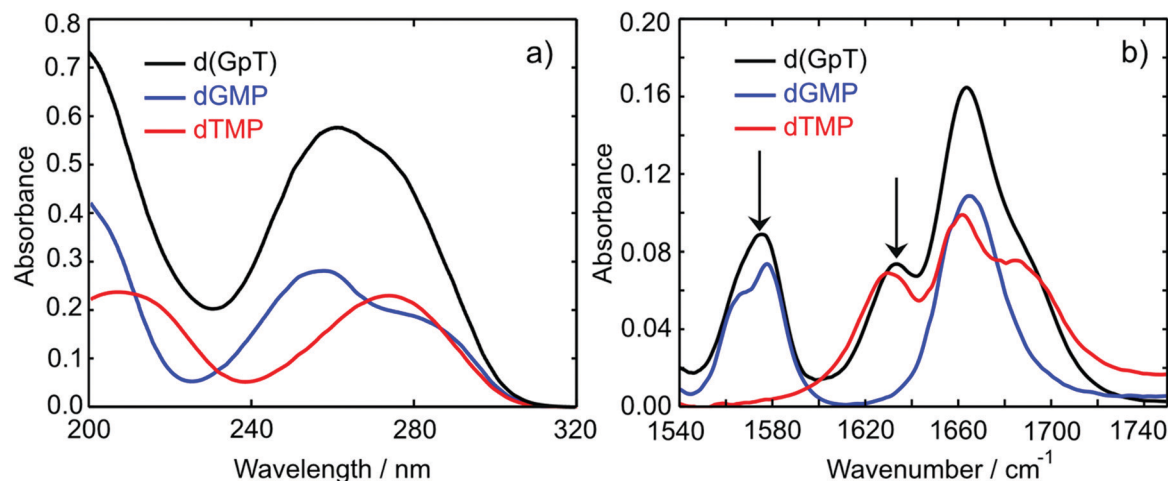 a)
d(GpT)
dGMP
dTMP
Absorbance
0.8
0.7
0.6
0.5
0.4
0.3
0.2
0.1
0.0
200 240 280 320
Wavelength / nm
b)
d(GpT)
dGMP
dTMP
Absorbance
0.20
0.16
0.12
0.08
0.04
0.00
1540 1580 1620 1660 1700 1740
Wavenumber / cm⁻¹